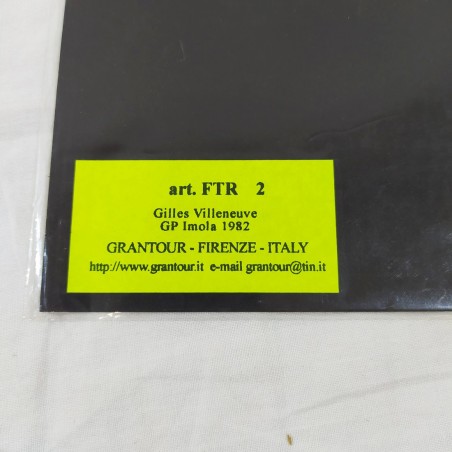 art. FTR 2
Gilles Villeneuve
GP Imola 1982
GRANTOUR - FIRENZE - ITALY
http://www.grantour.it e-mail grantour@tin.it